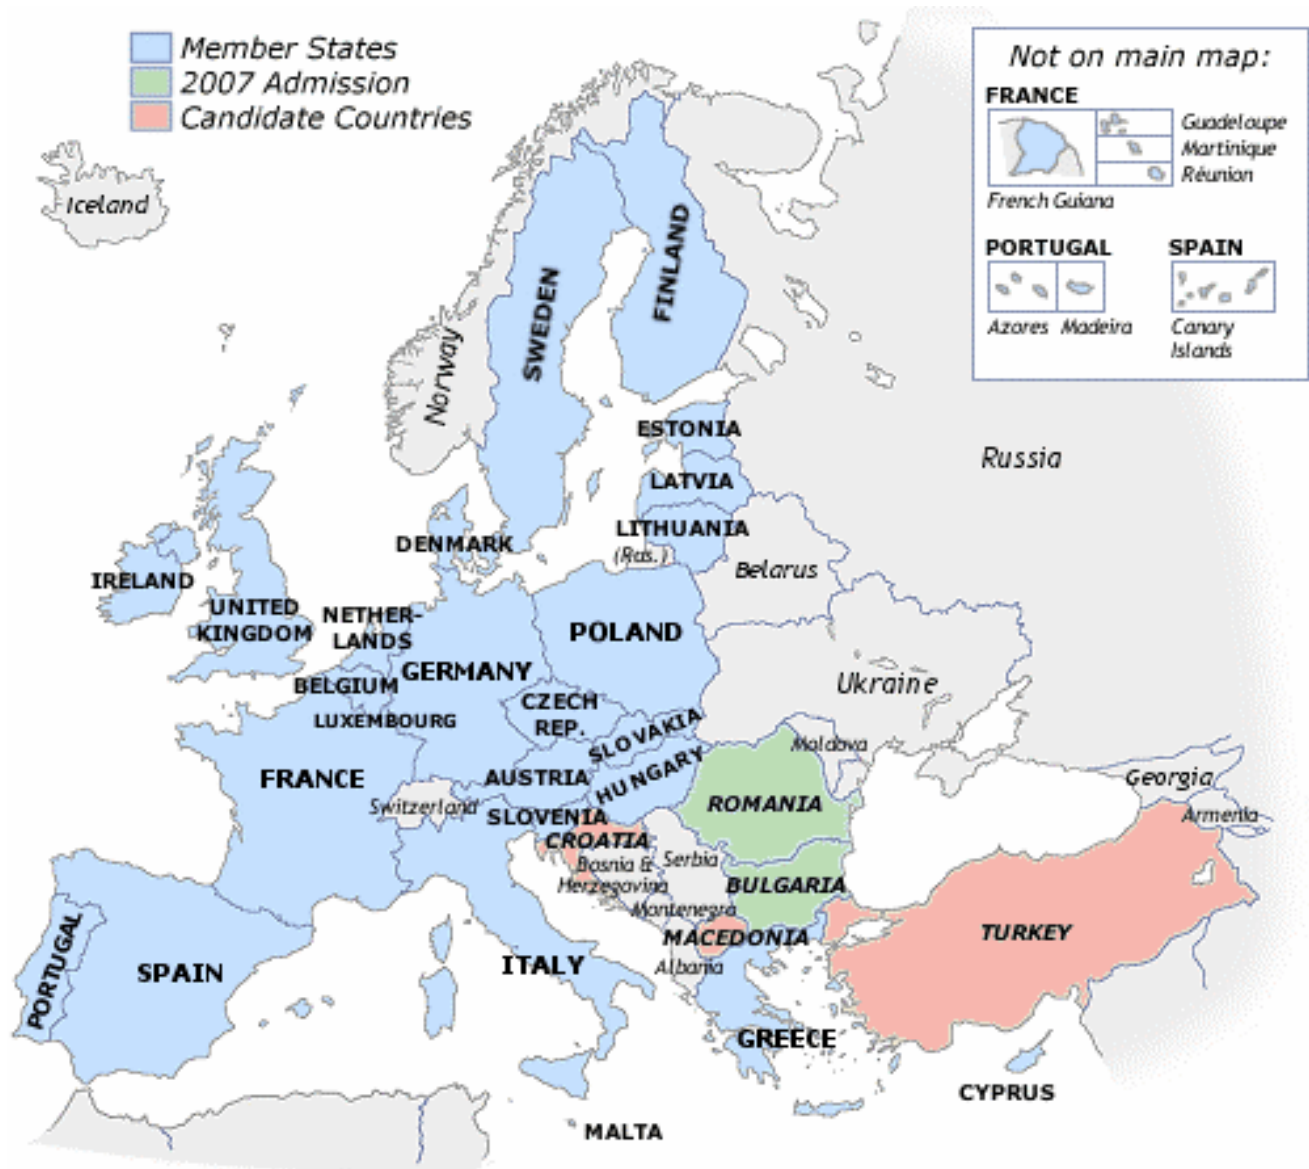 Member States
2007 Admission
Candidate Countries
Not on main map:
FRANCE
Guadeloupe
Martinique
Réunion
French Guiana
PORTUGAL
SPAIN
Azores
Madeira
Canary
Islands
Iceland
FINLAND
SWEDEN
Norway
ESTONIA
Russia
LATVIA
LITHUANIA
(Rus.)
DENMARK
Belarus
IRELAND
UNITED
KINGDOM
NETHER-
LANDS
POLAND
GERMANY
BELGIUM
Ukraine
CZECH
REP.
LUXEMBOURG
SLOVAKIA
Moldova
FRANCE
AUSTRIA
HUNGARY
Georgia
Switzerland
SLOVENIA
ROMANIA
Armenia
CROATIA
Bosnia &
Herzegovina
Serbia
BULGARIA
Montenegro
MACEDONIA
TURKEY
Albania
ITALY
SPAIN
PORTUGAL
GREECE
CYPRUS
MALTA